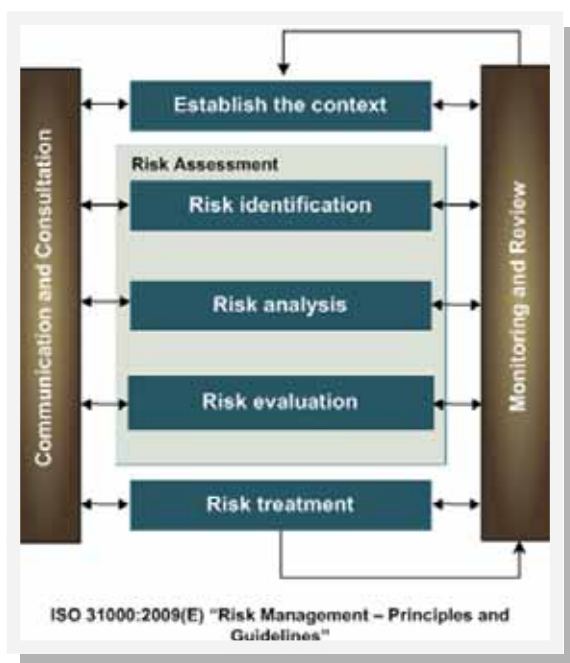 Communication and Consultation
Establish the context
Risk Assessment
Risk identification
Risk analysis
Risk evaluation
Risk treatment
Monitoring and Review
ISO 31000:2009(E) "Risk Management – Principles and
Guidelines"